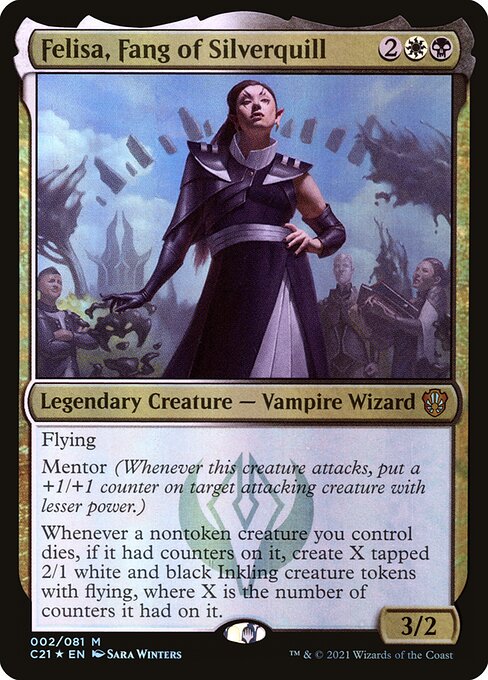 Felisa, Fang of Silverquill 2
Legendary Creature — Vampire Wizard
Flying
Mentor (Whenever this creature attacks, put a
+1/+1 counter on target attacking creature with
lesser power.)
Whenever a nontoken creature you control
dies, if it had counters on it, create X tapped
2/1 white and black Inkling creature tokens
with flying, where X is the number of
counters it had on it.
3/2
002/081 M
C21 ★ EN Sara Winters
™ & © 2021 Wizards of the Coast